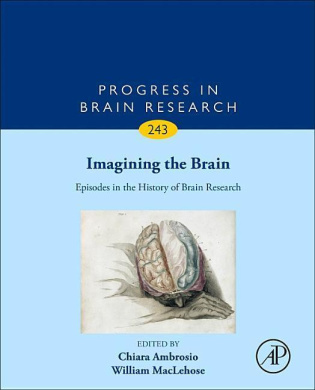 PROGRESS IN
BRAIN RESEARCH
243
Imagining the Brain
Episodes in the History of Brain Research
EDITED BY
Chiara Ambrosio
William MacLehose
AP